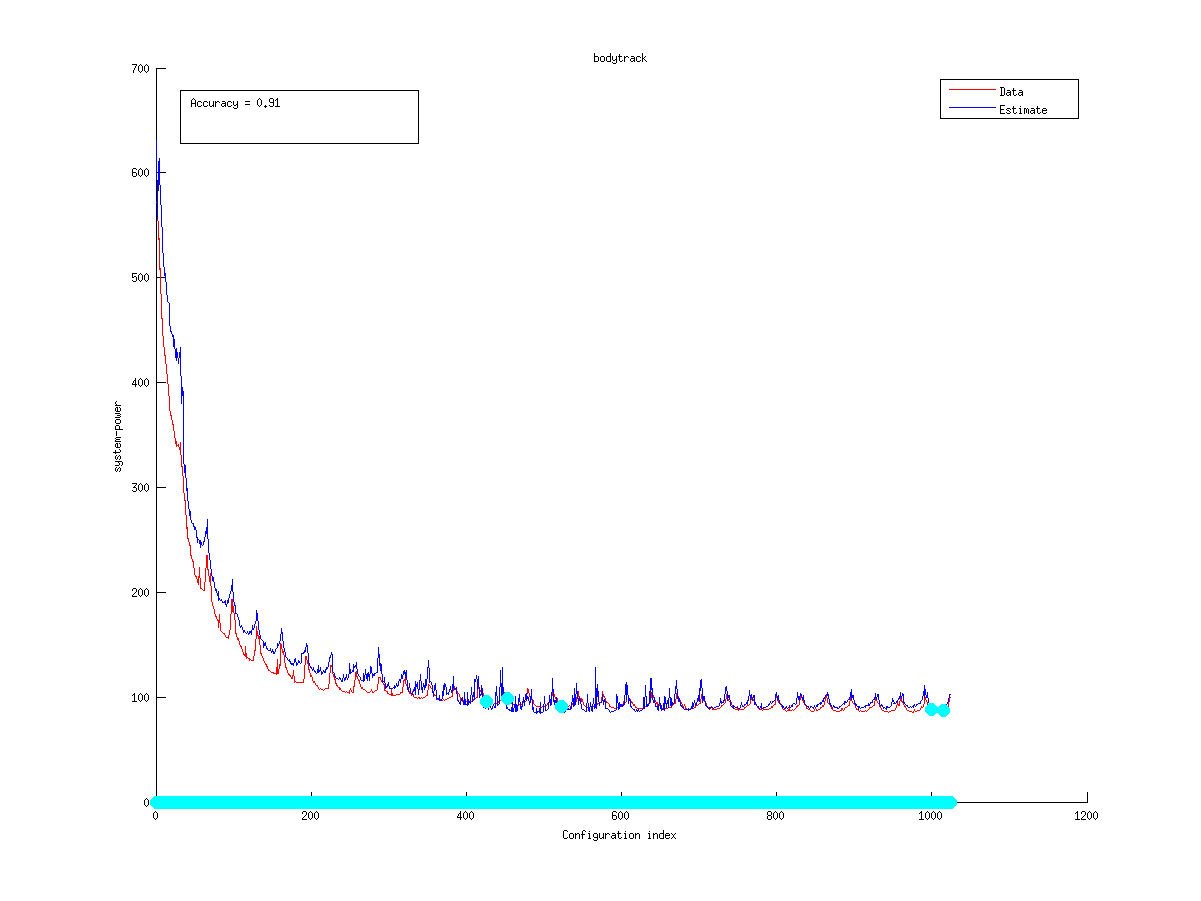 bodytrack
700
Accuracy = 0.91
Data
Estimate
600
500
400
system-power
300
200
100
0
0 200 400 600 800 1000 1200
Configuration index